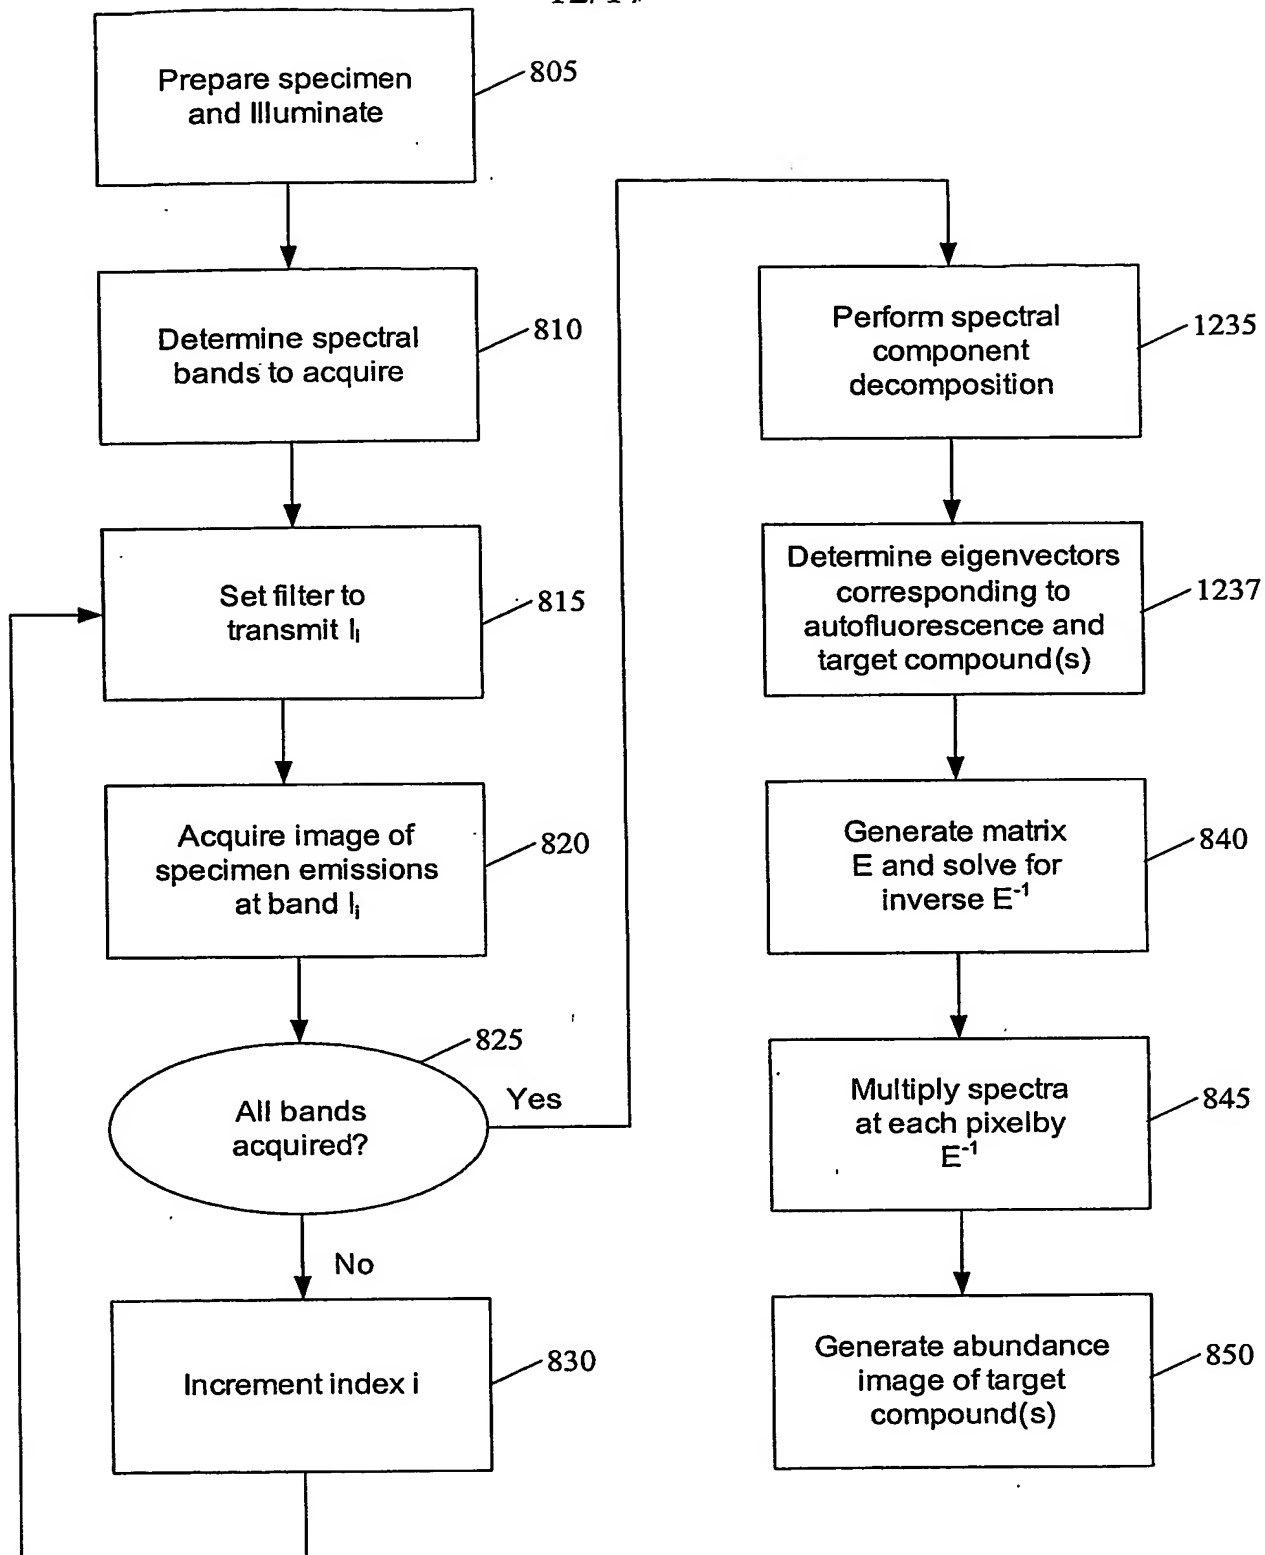 Prepare specimen
and Illuminate
805
Determine spectral
bands to acquire
810
Set filter to
transmit lᵢ
815
Acquire image of
specimen emissions
at band lᵢ
820
All bands
acquired?
825
Yes
No
Increment index i
830
Perform spectral
component
decomposition
1235
Determine eigenvectors
corresponding to
autofluorescence and
target compound(s)
1237
Generate matrix
E and solve for
inverse E⁻¹
840
Multiply spectra
at each pixelby
E⁻¹
845
Generate abundance
image of target
compound(s)
850